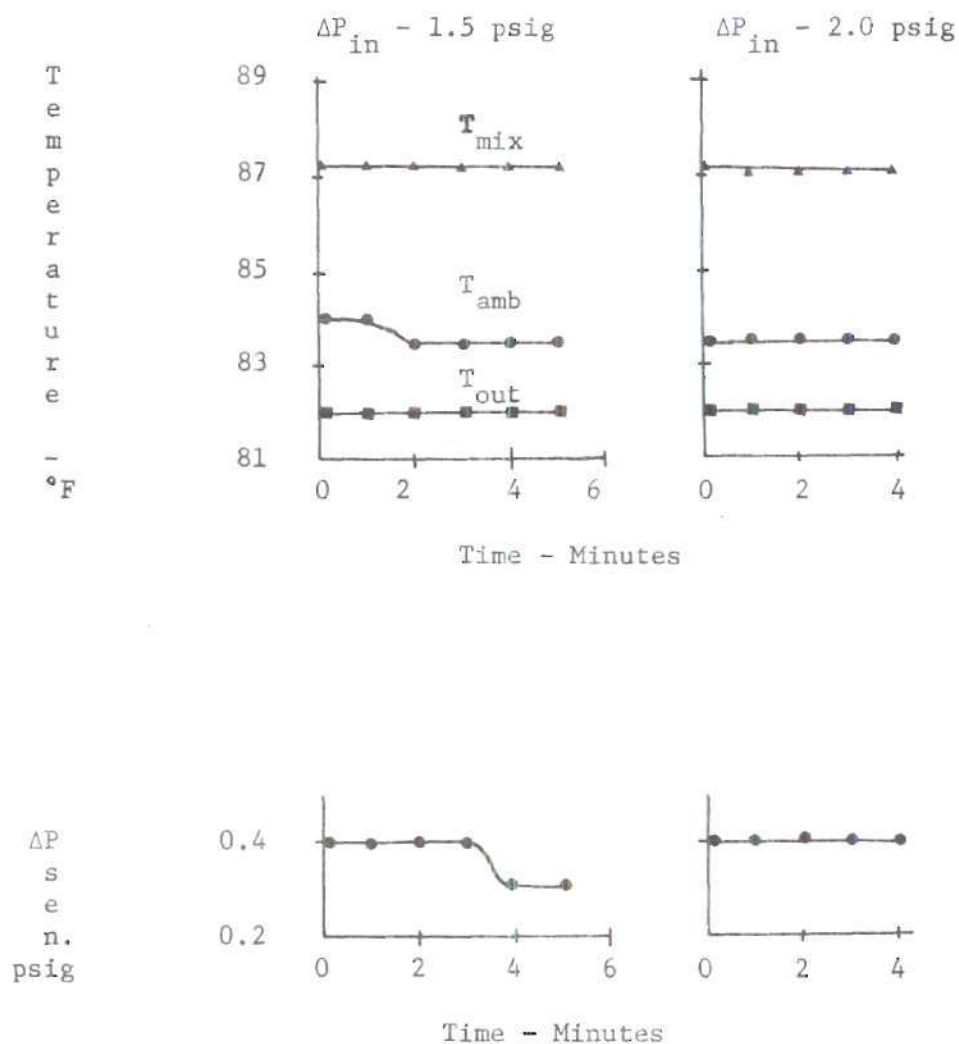 ΔP_in - 1.5 psig
ΔP_in - 2.0 psig
Temperature - °F
89
87
85
83
81
T_mix
T_amb
T_out
0 2 4 6
0 2 4
Time - Minutes
ΔP sen. psig
0.4
0.2
0 2 4 6
0 2 4
Time - Minutes